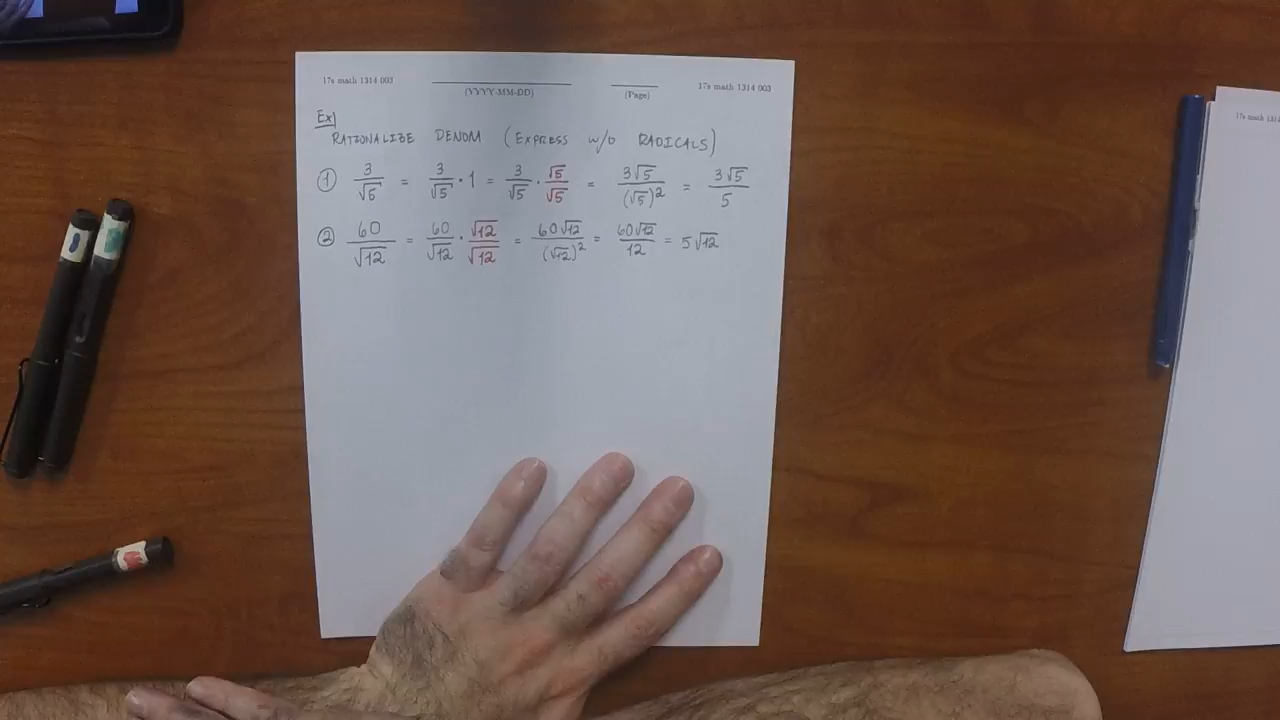 17s math 1314 003 (YYYY-MM-DD) (Page) 17s math 1314 003
Ex)
RATIONALIZE DENOM (EXPRESS w/o RADICALS)
① 3/√5 = 3/√5 · 1 = 3/√5 · √5/√5 = 3√5/(√5)² = 3√5/5
② 60/√12 = 60/√12 · √12/√12 = 60√12/(√12)² = 60√12/12 = 5√12